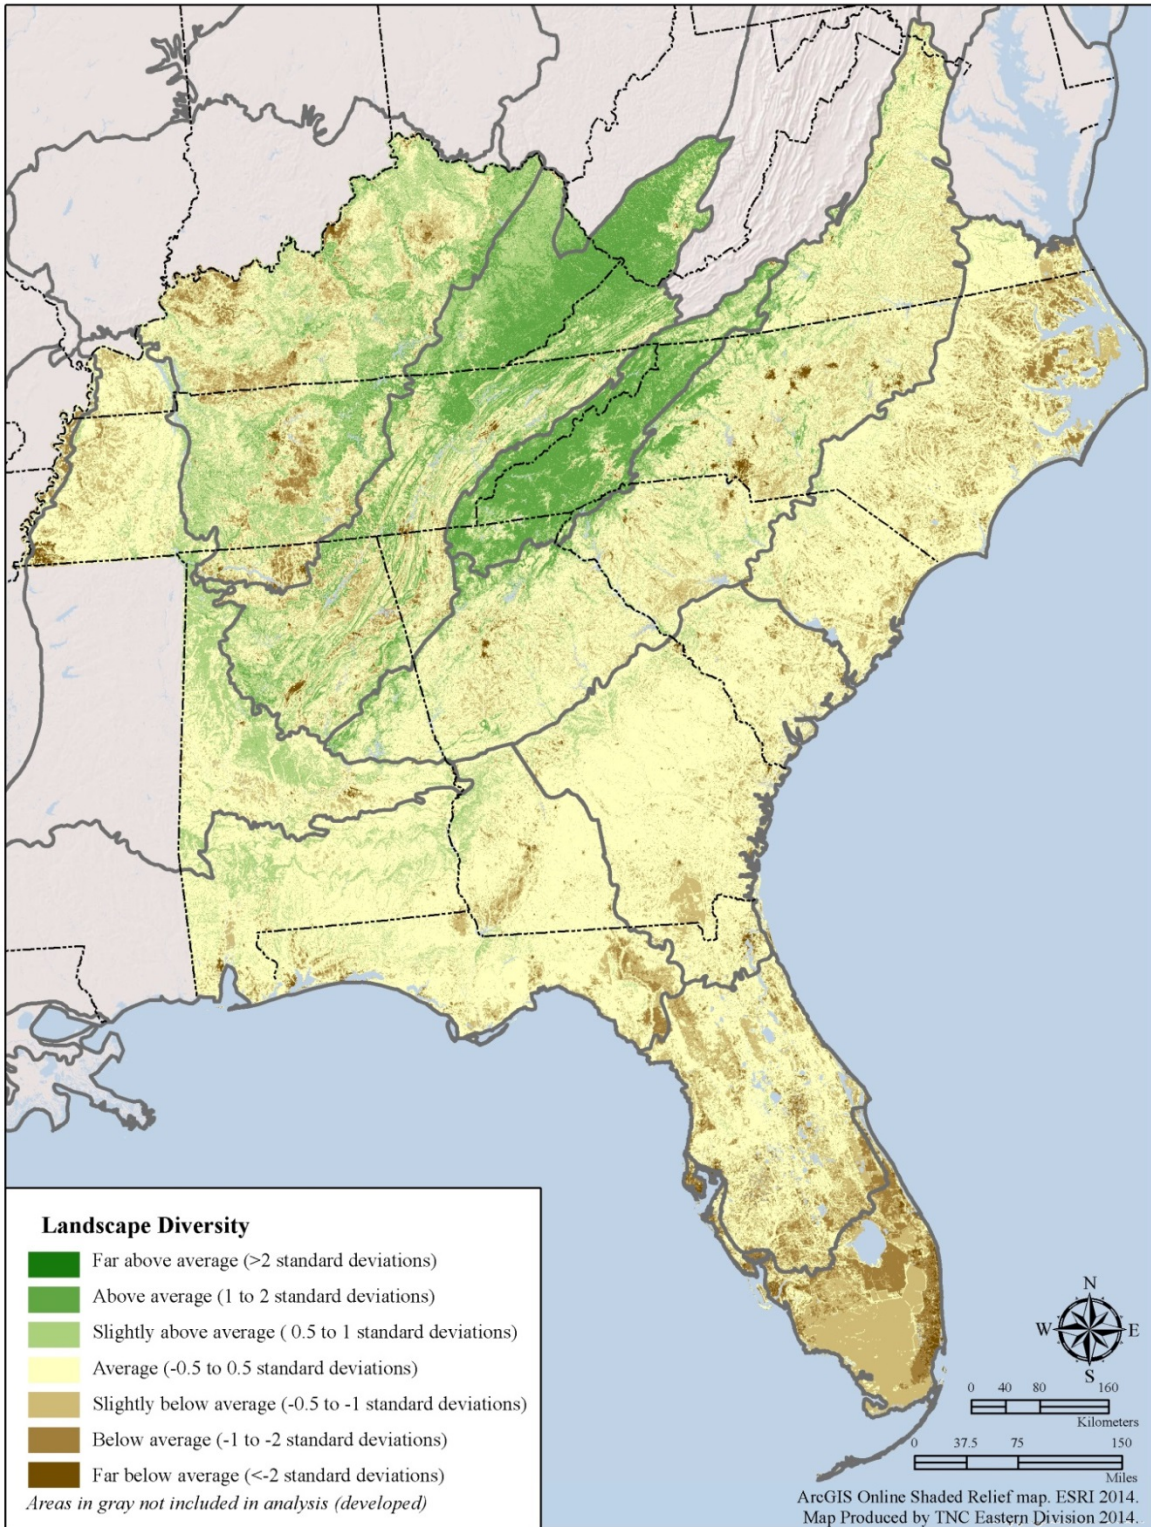 Landscape Diversity
Far above average (>2 standard deviations)
Above average (1 to 2 standard deviations)
Slightly above average ( 0.5 to 1 standard deviations)
Average (-0.5 to 0.5 standard deviations)
Slightly below average (-0.5 to -1 standard deviations)
Below average (-1 to -2 standard deviations)
Far below average (<-2 standard deviations)
Areas in gray not included in analysis (developed)
N
W E
S
0 40 80 160
Kilometers
0 37.5 75 150
Miles
ArcGIS Online Shaded Relief map. ESRI 2014.
Map Produced by TNC Eastern Division 2014.